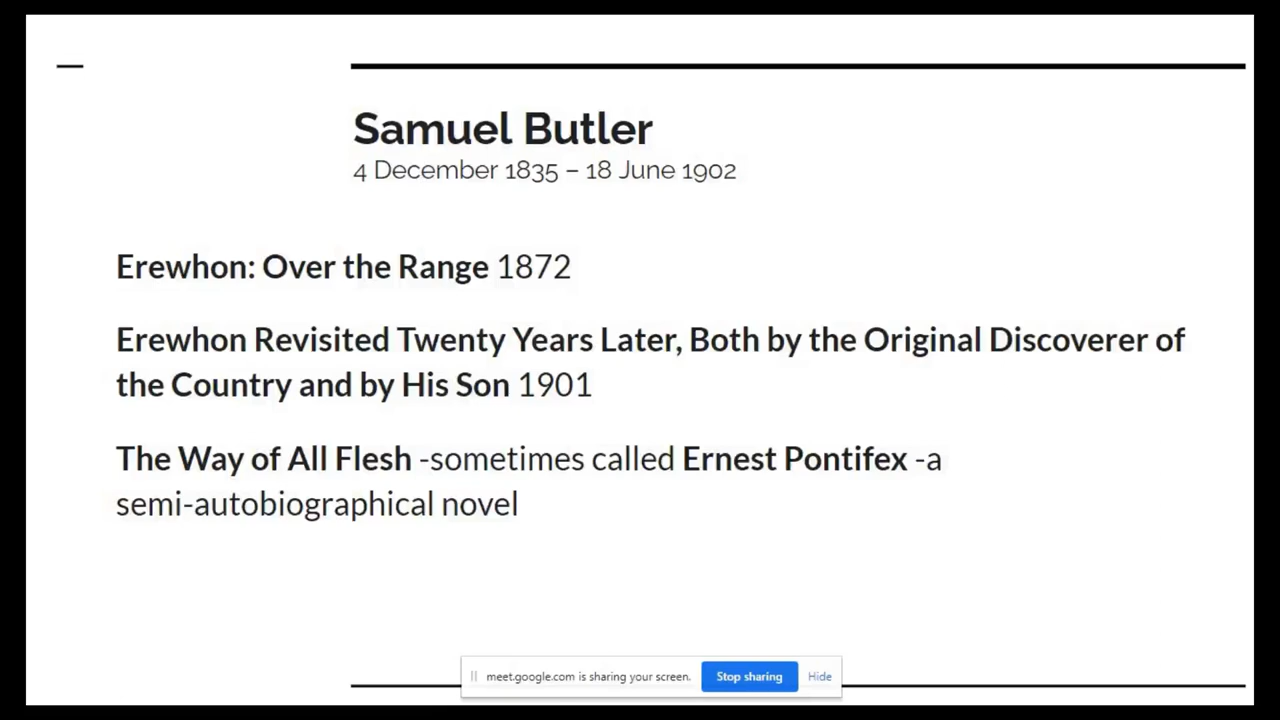 Samuel Butler
4 December 1835 – 18 June 1902
Erewhon: Over the Range 1872
Erewhon Revisited Twenty Years Later, Both by the Original Discoverer of
the Country and by His Son 1901
The Way of All Flesh -sometimes called Ernest Pontifex -a
semi-autobiographical novel
meet.google.com is sharing your screen. Stop sharing Hide